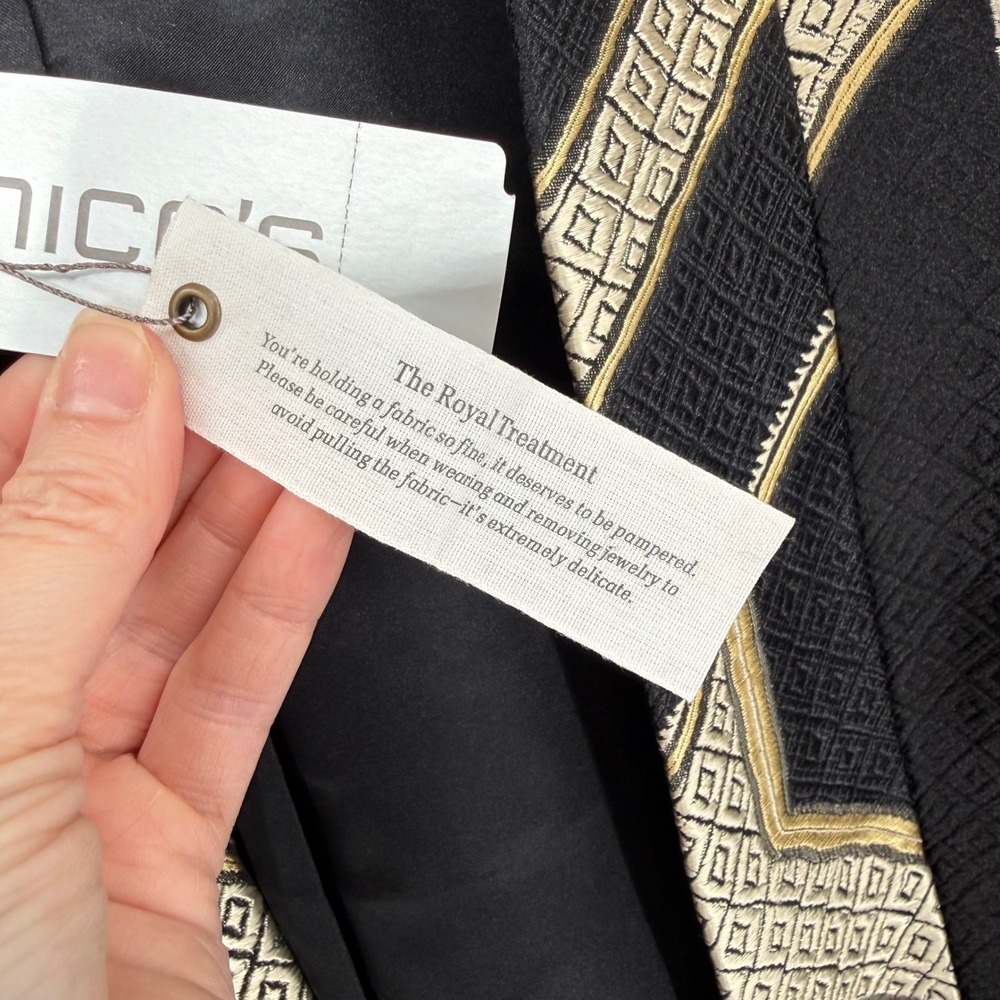 nico's
The Royal Treatment
You're holding a fabric so fine, it deserves to be pampered.
Please be careful when wearing and removing jewelry to
avoid pulling the fabric—it's extremely delicate.